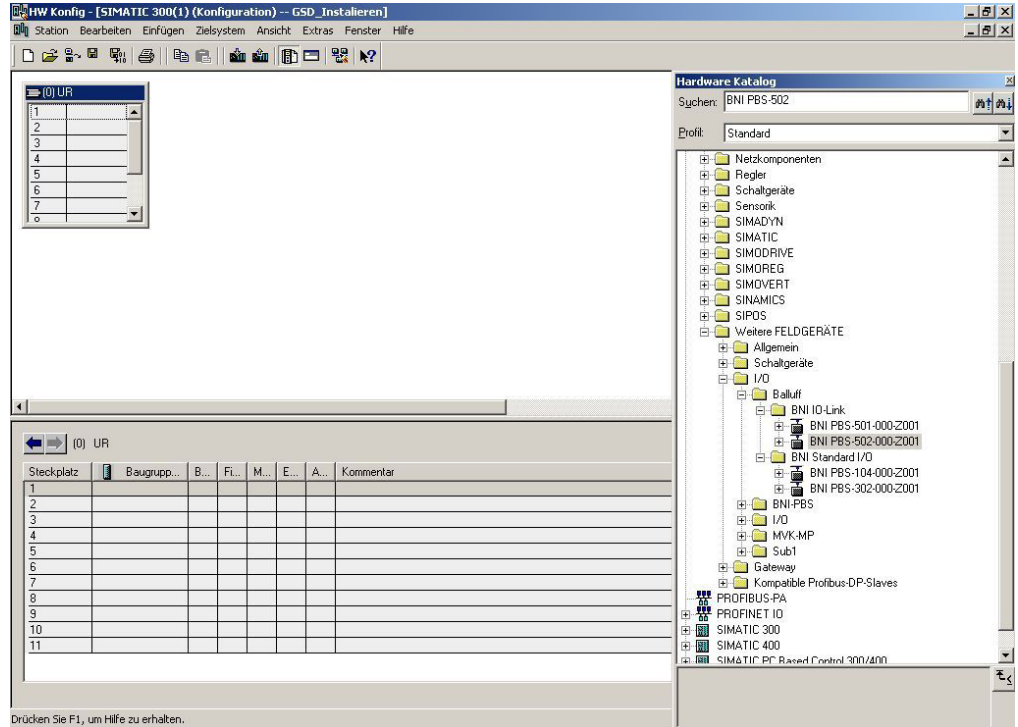 HW Konfig - [SIMATIC 300(1) (Konfiguration) -- GSD_Instalieren]
Station Bearbeiten Einfügen Zielsystem Ansicht Extras Fenster Hilfe
(0) UR
1
2
3
4
5
6
7
Hardware Katalog
Suchen: BNI PBS-502
Profil: Standard
Netzkomponenten
Regler
Schaltgeräte
Sensorik
SIMADYN
SIMATIC
SIMODRIVE
SIMOREG
SIMOVERT
SINAMICS
SIPOS
Weitere FELDGERÄTE
Allgemein
Schaltgeräte
I/O
Balluff
BNI IO-Link
BNI PBS-501-000-Z001
BNI PBS-502-000-Z001
BNI Standard I/O
BNI PBS-104-000-Z001
BNI PBS-302-000-Z001
BNI-PBS
I/O
MVK-MP
Sub1
Gateway
Kompatible Profibus-DP-Slaves
PROFIBUS-PA
PROFINET IO
SIMATIC 300
SIMATIC 400
SIMATIC PC Based Control 300/400
(0) UR
Steckplatz Baugrupp... B... Fi... M... E... A... Kommentar
1
2
3
4
5
6
7
8
9
10
11
Drücken Sie F1, um Hilfe zu erhalten.